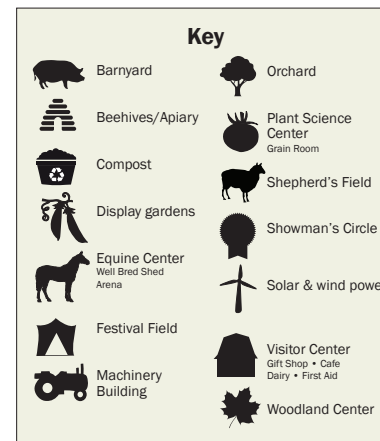 Key
Barnyard
Beehives/Apiary
Compost
Display gardens
Equine Center
Well Bred Shed
Arena
Festival Field
Machinery
Building
Orchard
Plant Science
Center
Grain Room
Shepherd's Field
Showman's Circle
Solar & wind powe
Visitor Center
Gift Shop • Cafe
Dairy • First Aid
Woodland Center